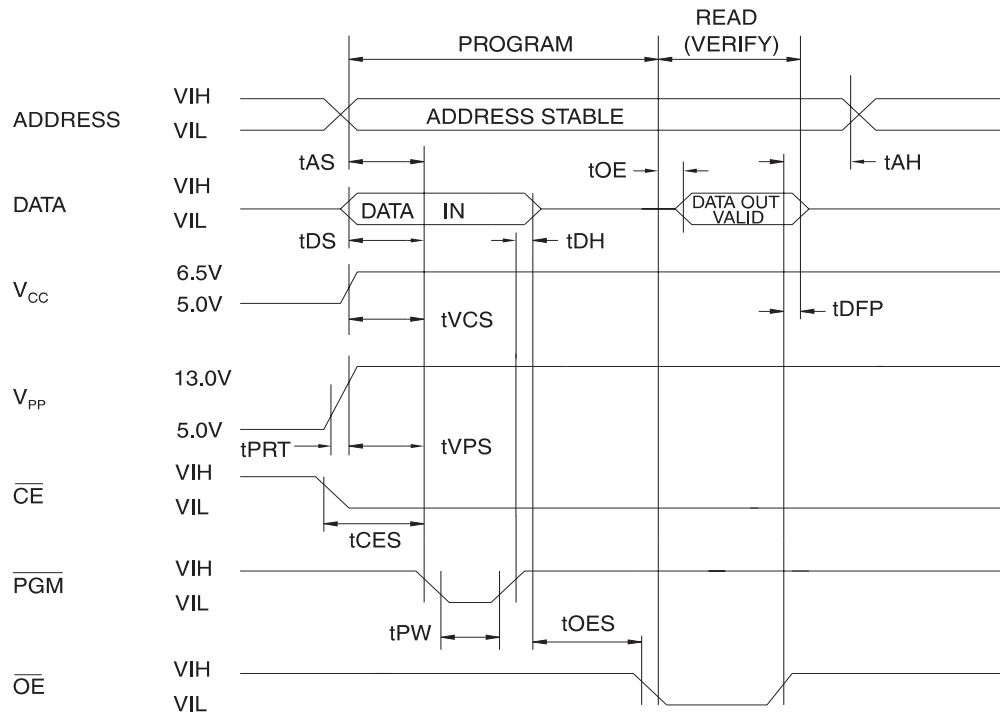 READ
PROGRAM (VERIFY)
VIH
ADDRESS ADDRESS STABLE
VIL
tAS tOE tAH
VIH
DATA DATA IN DATA OUT
VIL VALID
tDS tDH
6.5V
VCC
5.0V tVCS tDFP
13.0V
VPP
5.0V
tPRT tVPS
VIH
CE
VIL
tCES
VIH
PGM
VIL
tPW tOES
VIH
OE
VIL